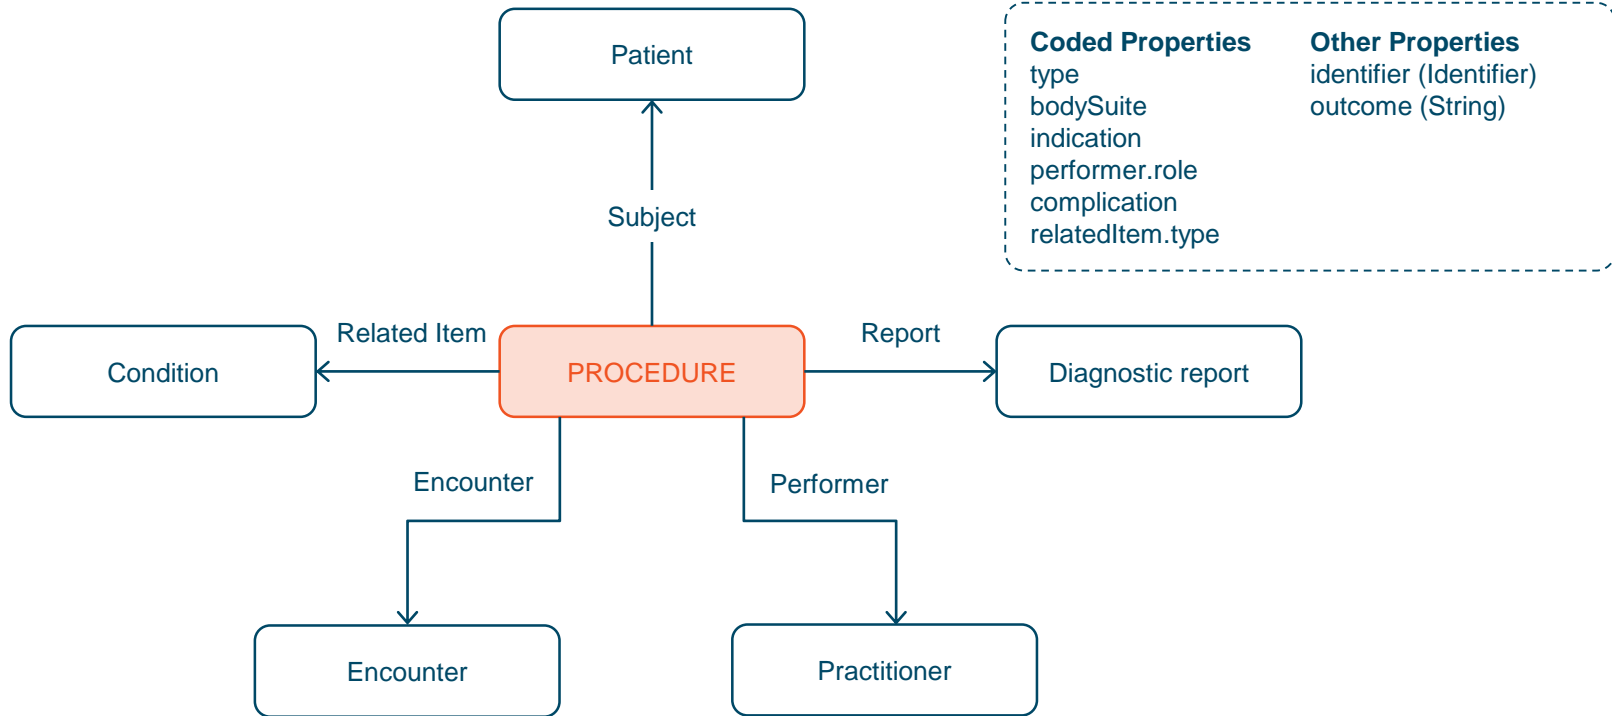 Patient
Coded Properties
type
bodySuite
indication
performer.role
complication
relatedItem.type
Other Properties
identifier (Identifier)
outcome (String)
Subject
Related Item
Report
Condition
PROCEDURE
Diagnostic report
Encounter
Performer
Encounter
Practitioner